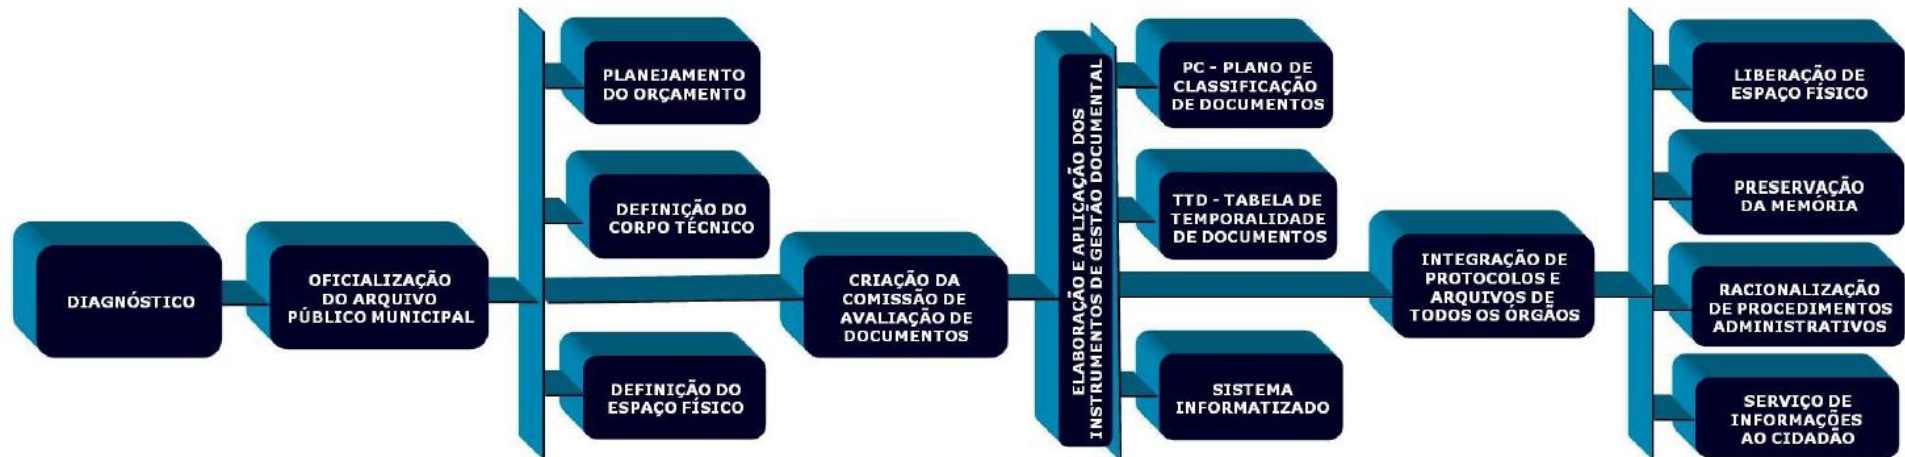 DIAGNÓSTICO
OFICIALIZAÇÃO
DO ARQUIVO
PÚBLICO MUNICIPAL
PLANEJAMENTO
DO ORÇAMENTO
DEFINIÇÃO DO
CORPO TÉCNICO
DEFINIÇÃO DO
ESPAÇO FÍSICO
CRIAÇÃO DA
COMISSÃO DE
AVALIAÇÃO DE
DOCUMENTOS
ELABORAÇÃO E APLICAÇÃO DOS
INSTRUMENTOS DE GESTÃO DOCUMENTAL
PC - PLANO DE
CLASSIFICAÇÃO
DE DOCUMENTOS
TTD - TABELA DE
TEMPORALIDADE
DE DOCUMENTOS
SISTEMA
INFORMATIZADO
INTEGRAÇÃO DE
PROTOCOLOS E
ARQUIVOS DE
TODOS OS ÓRGÃOS
LIBERAÇÃO DE
ESPAÇO FÍSICO
PRESERVAÇÃO
DA MEMÓRIA
RACIONALIZAÇÃO
DE PROCEDIMENTOS
ADMINISTRATIVOS
SERVIÇO DE
INFORMAÇÕES
AO CIDADÃO